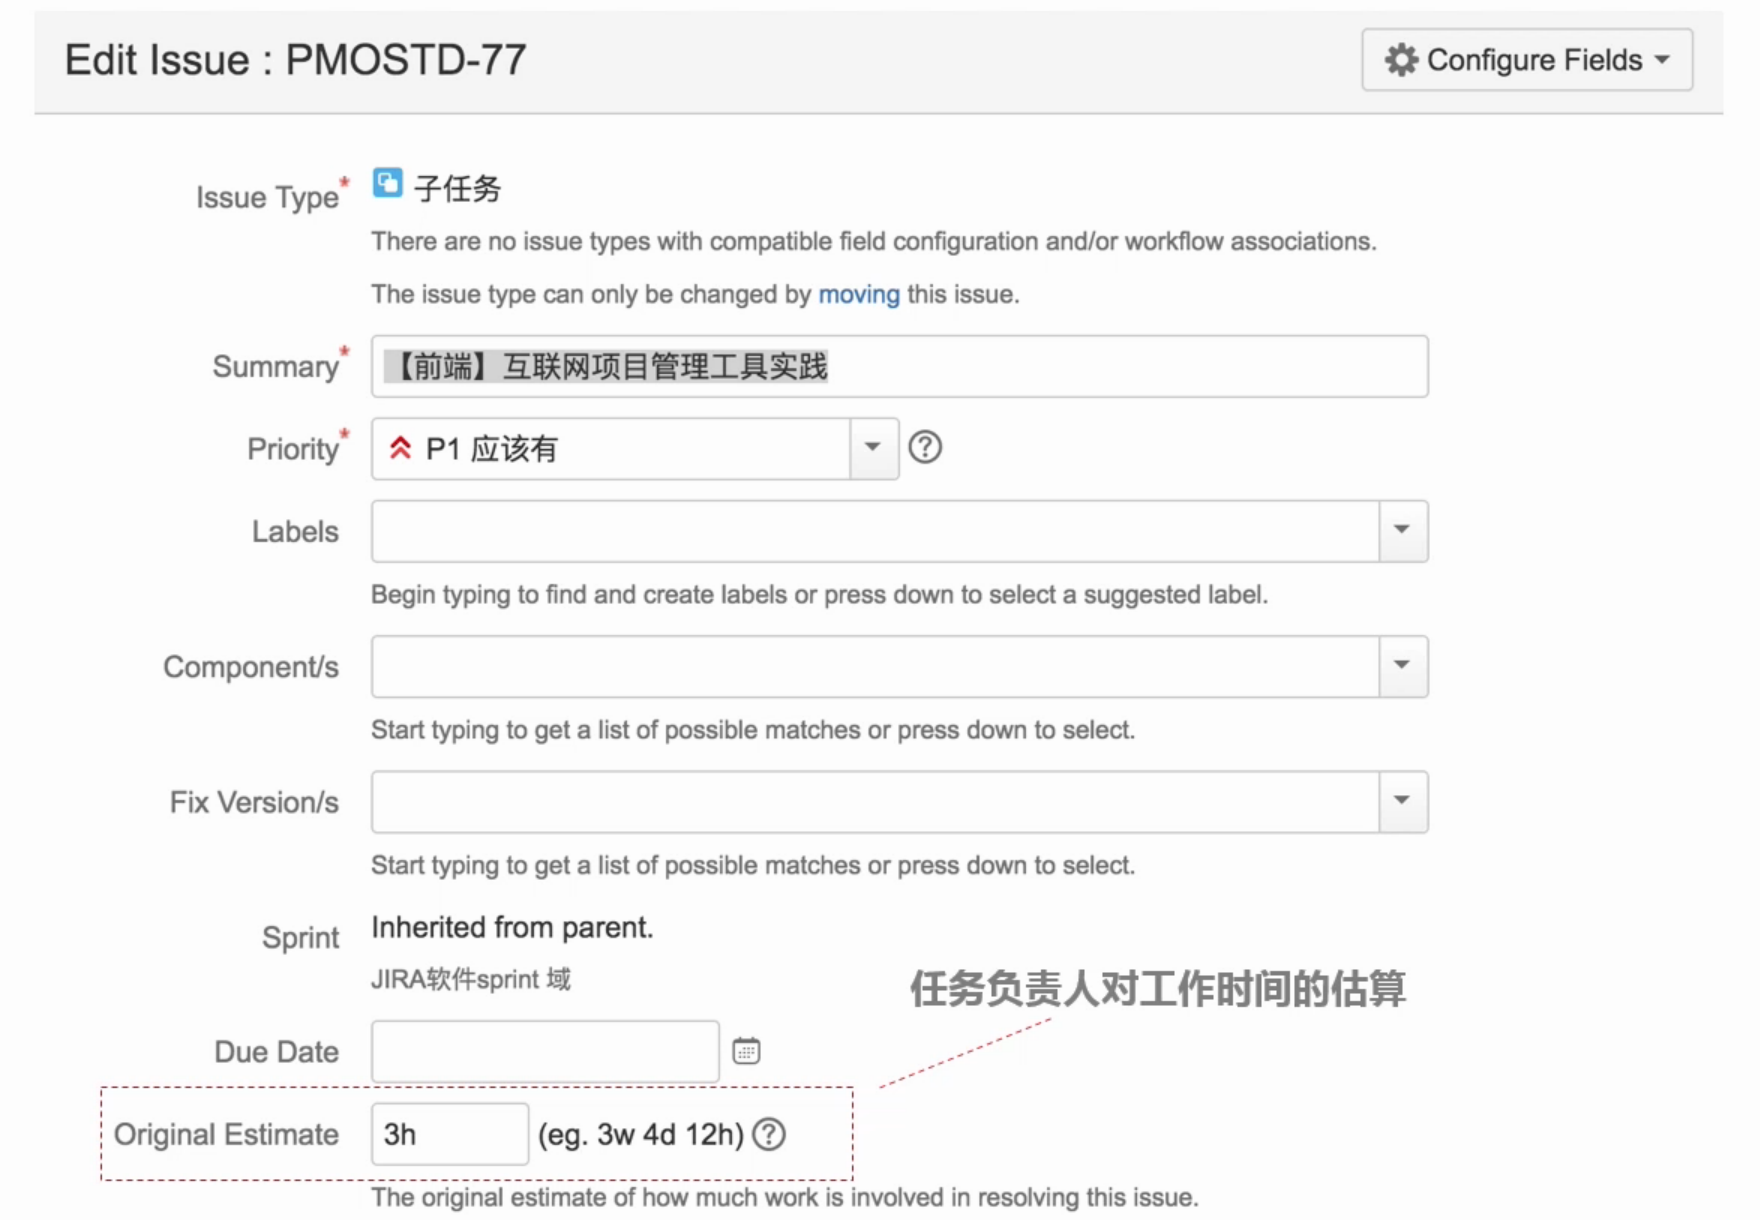 Edit Issue : PMOSTD-77
Configure Fields
Issue Type*
子任务
There are no issue types with compatible field configuration and/or workflow associations.
The issue type can only be changed by moving this issue.
Summary*
【前端】互联网项目管理工具实践
Priority*
P1 应该有
Labels
Begin typing to find and create labels or press down to select a suggested label.
Component/s
Start typing to get a list of possible matches or press down to select.
Fix Version/s
Start typing to get a list of possible matches or press down to select.
Sprint
Inherited from parent.
JIRA软件sprint 域
任务负责人对工作时间的估算
Due Date
Original Estimate
3h
(eg. 3w 4d 12h)
The original estimate of how much work is involved in resolving this issue.